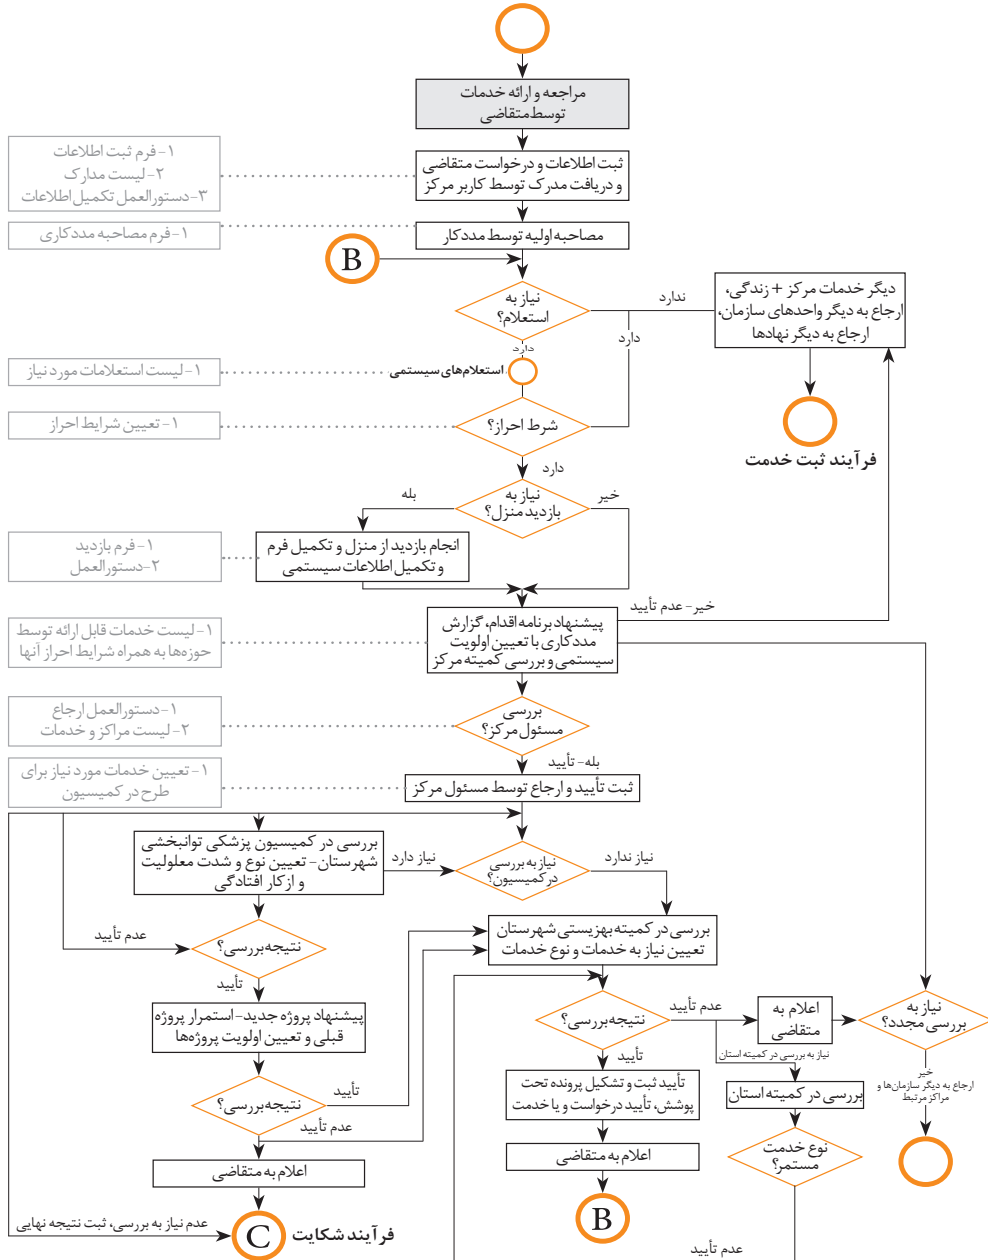 مراجعه و ارائه خدمات
توسط متقاضی
۱- فرم ثبت اطلاعات
۲- لیست مدارک
۳- دستورالعمل تکمیل اطلاعات
ثبت اطلاعات و درخواست متقاضی
و دریافت مدرک توسط کاربر مرکز
۱- فرم مصاحبه مددکاری
مصاحبه اولیه توسط مددکار
B
نیاز به
استعلام؟
ندارد
دیگر خدمات مرکز + زندگی،
ارجاع به دیگر واحدهای سازمان،
ارجاع به دیگر نهادها
دارد
دارد
۱- لیست استعلامات مورد نیاز
استعلام‌های سیستمی
۱- تعیین شرایط احراز
شرط احراز؟
فرآیند ثبت خدمت
دارد
نیاز به
بازدید منزل؟
بله
خیر
۱- فرم بازدید
۲- دستورالعمل
انجام بازدید از منزل و تکمیل فرم
و تکمیل اطلاعات سیستمی
خیر- عدم تأیید
۱- لیست خدمات قابل ارائه توسط
حوزه‌ها به همراه شرایط احراز آنها
پیشنهاد برنامه اقدام، گزارش
مددکاری با تعیین اولویت
سیستمی و بررسی کمیته مرکز
۱- دستورالعمل ارجاع
۲- لیست مراکز و خدمات
بررسی
مسئول مرکز؟
بله- تأیید
۱- تعیین خدمات مورد نیاز برای
طرح در کمیسیون
ثبت تأیید و ارجاع توسط مسئول مرکز
بررسی در کمیسیون پزشکی توانبخشی
شهرستان- تعیین نوع و شدت معلولیت
و ازکار افتادگی
نیاز دارد
نیاز به بررسی
در کمیسیون؟
نیاز ندارد
عدم تأیید
نتیجه بررسی؟
بررسی در کمیته بهزیستی شهرستان
تعیین نیاز به خدمات و نوع خدمات
تأیید
پیشنهاد پروژه جدید- استمرار پروژه
قبلی و تعیین اولویت پروژه‌ها
نتیجه بررسی؟
عدم تأیید
اعلام به
متقاضی
نیاز به
بررسی مجدد؟
نیاز به بررسی در کمیته استان
تأیید
خیر
ارجاع به دیگر سازمان‌ها و
مراکز مرتبط
تأیید ثبت و تشکیل پرونده تحت
پوشش، تأیید درخواست و یا خدمت
بررسی در کمیته استان
نتیجه بررسی؟
تأیید
عدم تأیید
اعلام به متقاضی
اعلام به متقاضی
نوع خدمت
مستمر؟
B
C
فرآیند شکایت
عدم نیاز به بررسی، ثبت نتیجه نهایی
عدم تأیید